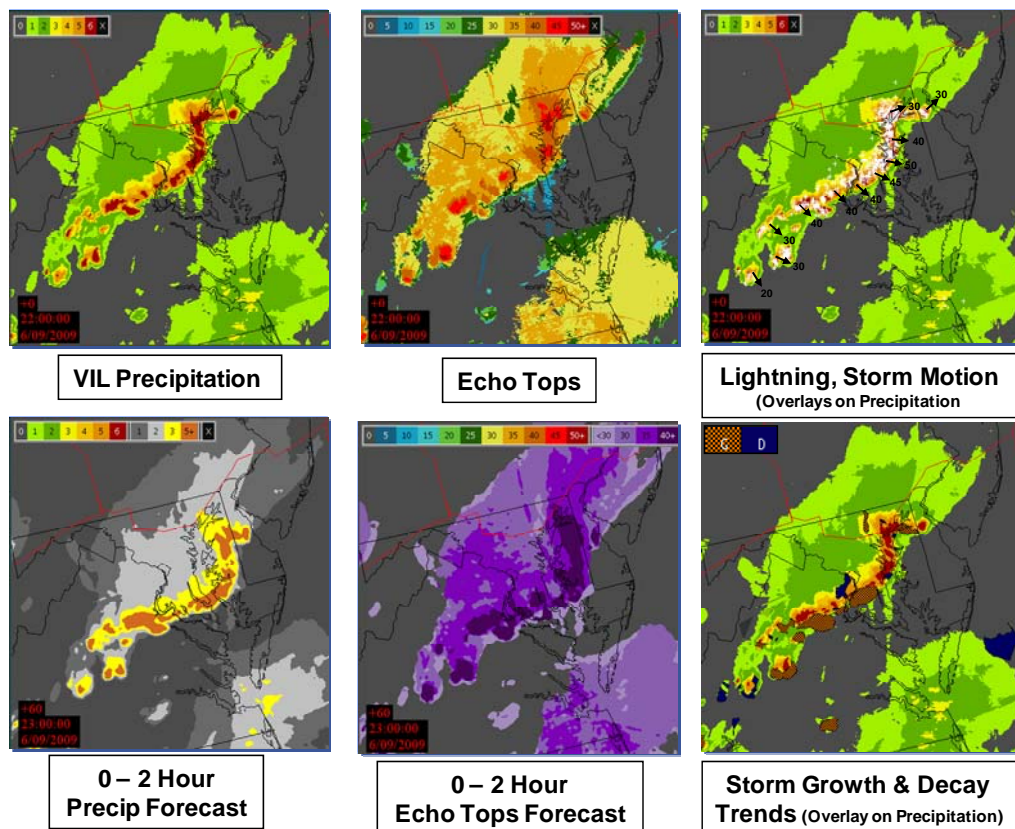 0 1 2 3 4 5 6 X
+0
22:00:00
6/09/2009
VIL Precipitation
0 5 10 15 20 25 30 35 40 45 50+ X
+0
22:00:00
6/09/2009
Echo Tops
0 1 2 3 4 5 6 X
30
30
40
50
45
40
40
40
30
30
20
+0
22:00:00
6/09/2009
Lightning, Storm Motion
(Overlays on Precipitation
0 1 2 3 4 5 6 1 2 3 5+ X
+60
23:00:00
6/09/2009
0 – 2 Hour
Precip Forecast
0 5 10 15 20 25 30 35 40 45 50+ <30 30 35 40+
+60
23:00:00
6/09/2009
0 – 2 Hour
Echo Tops Forecast
G D
Storm Growth & Decay
Trends (Overlay on Precipitation)